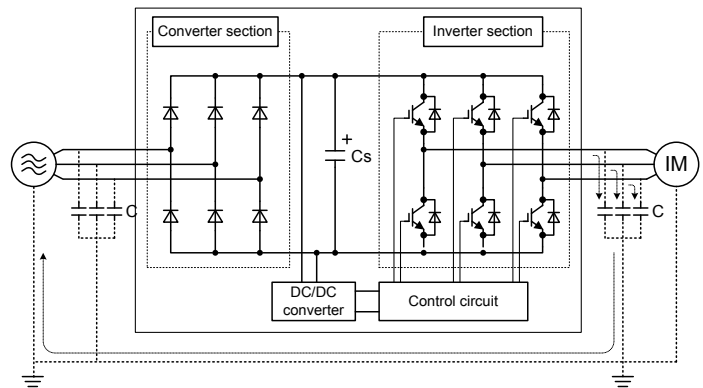 Converter section
Inverter section
+
Cs
IM
C
C
DC/DC
converter
Control circuit